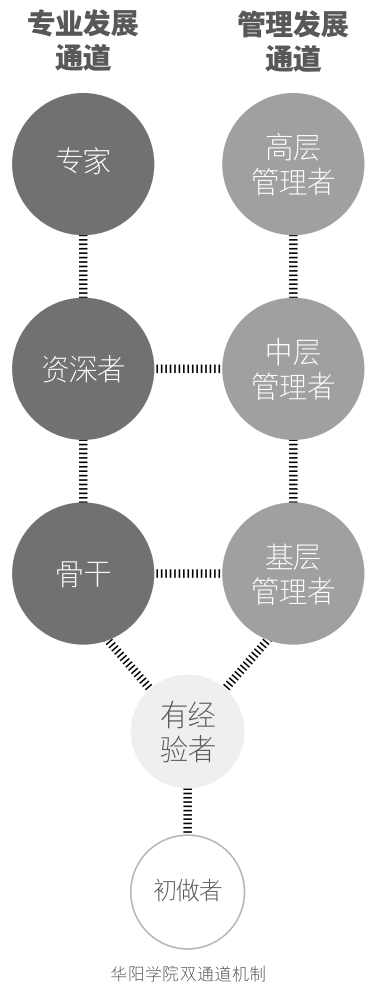 专业发展
通道
管理发展
通道
专家
高层
管理者
资深者
中层
管理者
骨干
基层
管理者
有经
验者
初做者
华阳学院双通道机制